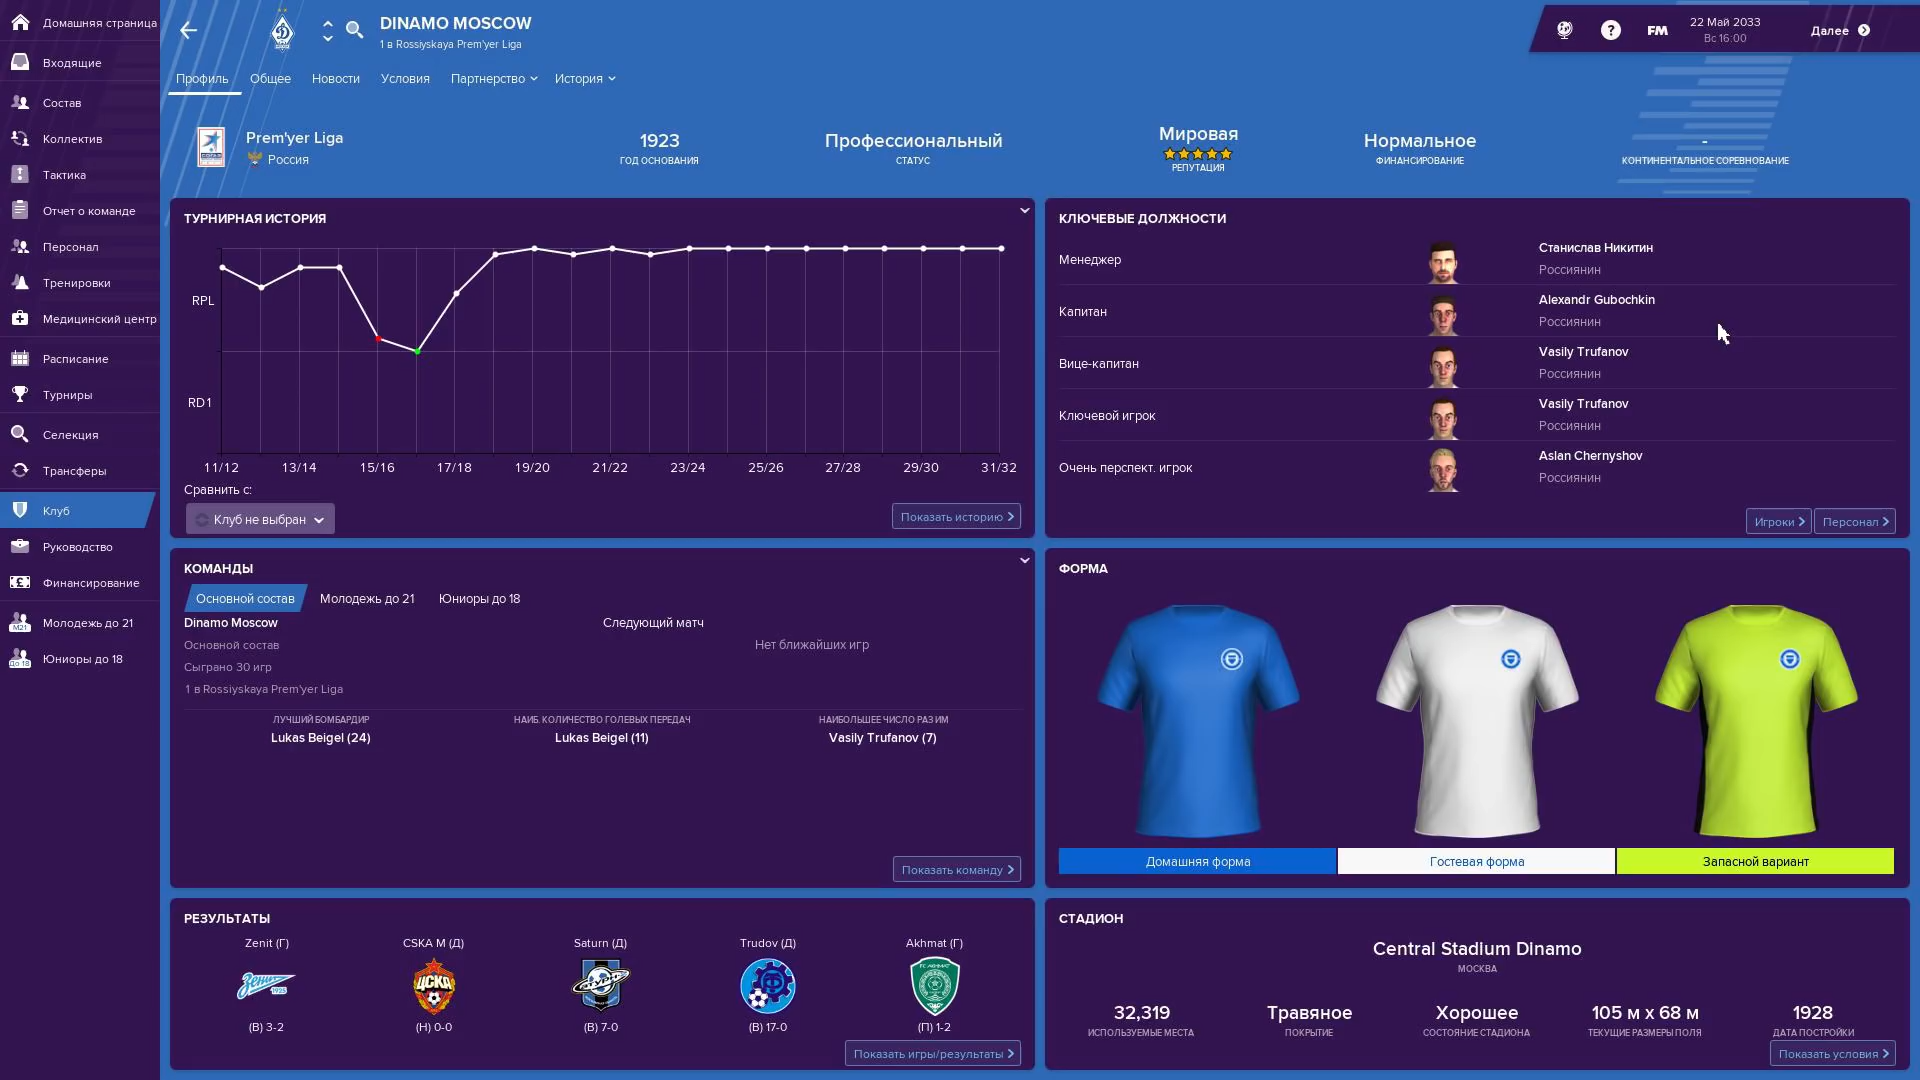 Домашняя страница
Входящие
Состав
Коллектив
Тактика
Отчет о команде
Персонал
Тренировки
Медицинский центр
Расписание
Турниры
Селекция
Трансферы
Клуб
Руководство
Финансирование
Молодежь до 21
Юниоры до 18
DINAMO MOSCOW
1 в Rossiyskaya Prem'yer Liga
FM
22 Май 2033
Вс 16:00
Далее
Профиль Общее Новости Условия Партнерство История
Prem'yer Liga
Россия
1923
ГОД ОСНОВАНИЯ
Профессиональный
СТАТУС
Мировая
РЕПУТАЦИЯ
Нормальное
ФИНАНСИРОВАНИЕ
-
КОНТИНЕНТАЛЬНОЕ СОРЕВНОВАНИЕ
ТУРНИРНАЯ ИСТОРИЯ
RPL
RD1
11/12 13/14 15/16 17/18 19/20 21/22 23/24 25/26 27/28 29/30 31/32
Сравнить с:
Клуб не выбран
Показать историю
КЛЮЧЕВЫЕ ДОЛЖНОСТИ
Менеджер
Станислав Никитин
Россиянин
Капитан
Alexandr Gubochkin
Россиянин
Вице-капитан
Vasily Trufanov
Россиянин
Ключевой игрок
Vasily Trufanov
Россиянин
Очень перспект. игрок
Aslan Chernyshov
Россиянин
Игроки Персонал
КОМАНДЫ
Основной состав Молодежь до 21 Юниоры до 18
Dinamo Moscow
Основной состав
Сыграно 30 игр
1 в Rossiyskaya Prem'yer Liga
Следующий матч
Нет ближайших игр
ЛУЧШИЙ БОМБАРДИР
Lukas Beigel (24)
НАИБ. КОЛИЧЕСТВО ГОЛЕВЫХ ПЕРЕДАЧ
Lukas Beigel (11)
НАИБОЛЬШЕЕ ЧИСЛО РАЗ ИМ
Vasily Trufanov (7)
Показать команду
ФОРМА
Домашняя форма
Гостевая форма
Запасной вариант
РЕЗУЛЬТАТЫ
Zenit (Г) CSKA M (Д) Saturn (Д) Trudov (Д) Akhmat (Г)
(В) 3-2 (Н) 0-0 (В) 7-0 (В) 17-0 (П) 1-2
Показать игры/результаты
СТАДИОН
Central Stadium Dinamo
МОСКВА
32,319
ИСПОЛЬЗУЕМЫЕ МЕСТА
Травяное
ПОКРЫТИЕ
Хорошее
СОСТОЯНИЕ СТАДИОНА
105 м x 68 м
ТЕКУЩИЕ РАЗМЕРЫ ПОЛЯ
1928
ДАТА ПОСТРОЙКИ
Показать условия